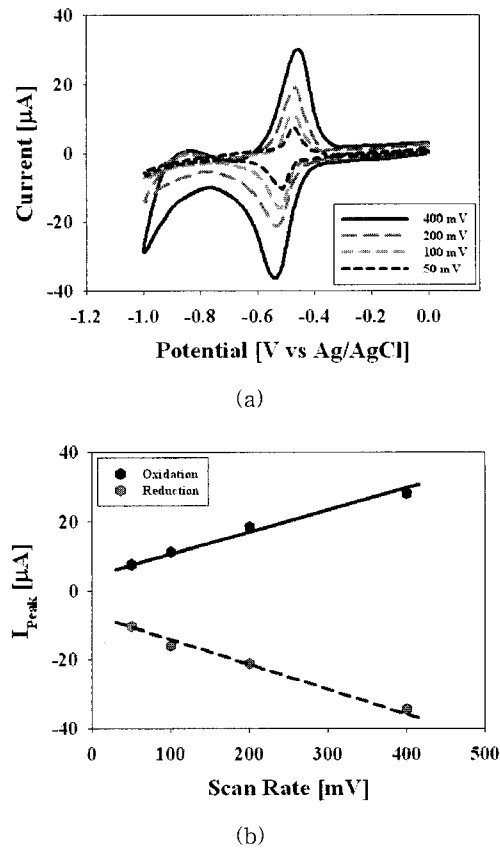 40
20
0
-20
-40
Current [μA]
400 mV
200 mV
100 mV
50 mV
-1.2 -1.0 -0.8 -0.6 -0.4 -0.2 0.0
Potential [V vs Ag/AgCl]
(a)
40
20
0
-20
-40
I_Peak [μA]
Oxidation
Reduction
0 100 200 300 400 500
Scan Rate [mV]
(b)